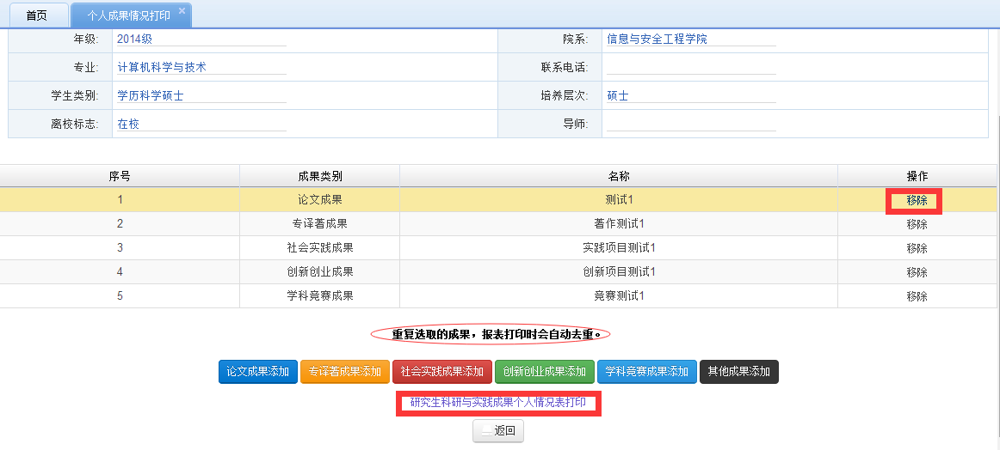 首页 个人成果情况打印 ×
年级: 2014级 院系: 信息与安全工程学院
专业: 计算机科学与技术 联系电话:
学生类别: 学历科学硕士 培养层次: 硕士
离校标志: 在校 导师:
序号 成果类别 名称 操作
1 论文成果 测试1 移除
2 专译著成果 著作测试1 移除
3 社会实践成果 实践项目测试1 移除
4 创新创业成果 创新项目测试1 移除
5 学科竞赛成果 竞赛测试1 移除
重复选取的成果，报表打印时会自动去重。
论文成果添加 专译著成果添加 社会实践成果添加 创新创业成果添加 学科竞赛成果添加 其他成果添加
研究生科研与实践成果个人情况表打印
返回